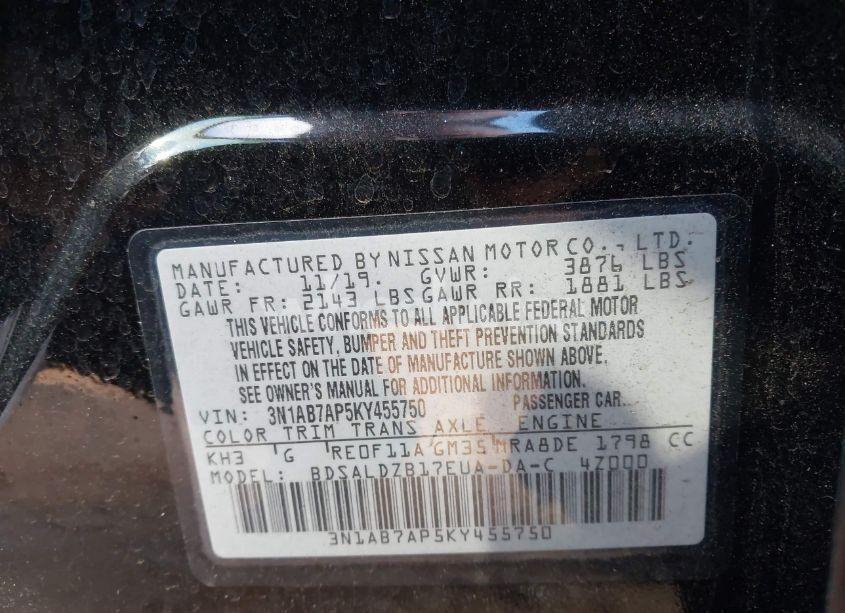 MANUFACTURED BY NISSAN MOTOR CO., LTD.
DATE: 11/19. GVWR: 3876 LBS
GAWR FR: 2143 LBS GAWR RR: 1881 LBS
THIS VEHICLE CONFORMS TO ALL APPLICABLE FEDERAL MOTOR
VEHICLE SAFETY, BUMPER AND THEFT PREVENTION STANDARDS
IN EFFECT ON THE DATE OF MANUFACTURE SHOWN ABOVE.
SEE OWNER'S MANUAL FOR ADDITIONAL INFORMATION.
VIN: 3N1AB7AP5KY455750 PASSENGER CAR
COLOR TRIM TRANS AXLE ENGINE
KH3 G RE0F11A GM35 MRA8DE 1798 CC
MODEL: BDSALDZB17EUA-DA-C 4Z000
3N1AB7AP5KY455750